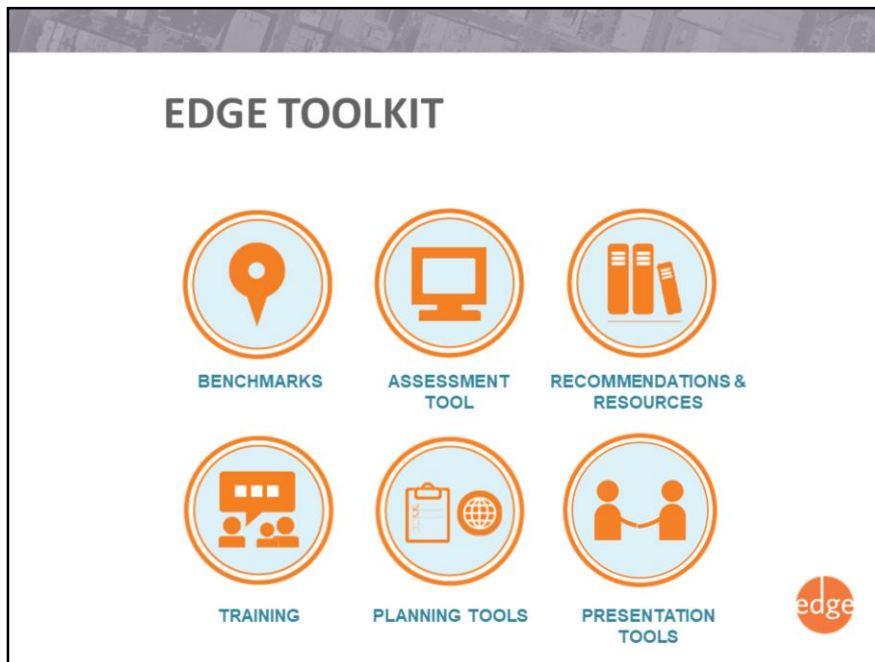 EDGE TOOLKIT
BENCHMARKS
ASSESSMENT
TOOL
RECOMMENDATIONS &
RESOURCES
TRAINING
PLANNING TOOLS
PRESENTATION
TOOLS
edge